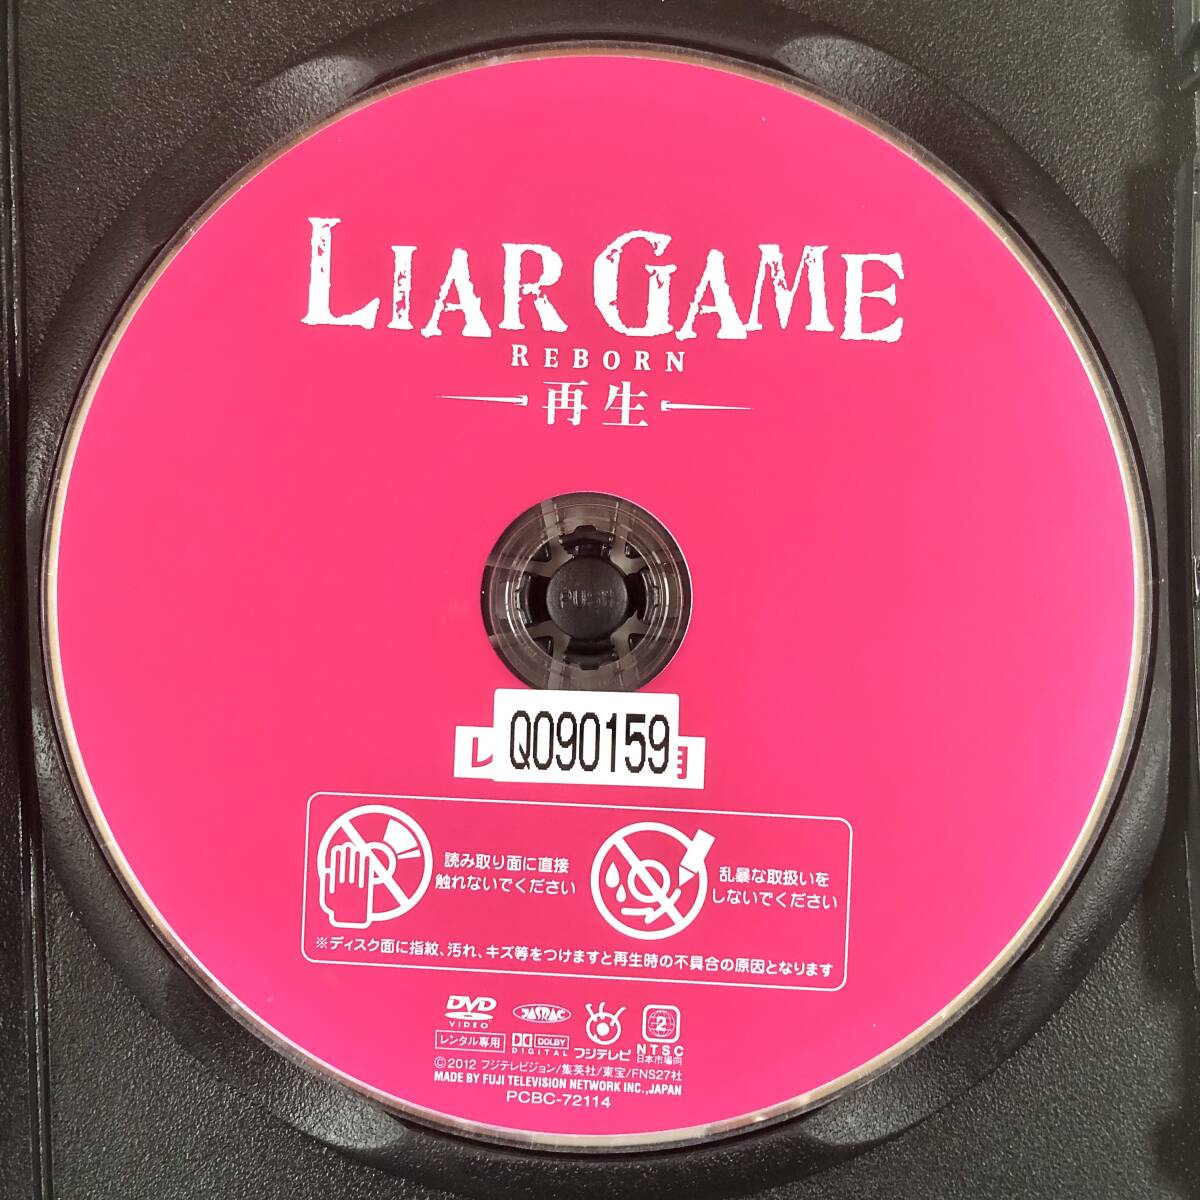 LIAR GAME
REBORN
再生
PUSH
Q090159
読み取り面に直接
触れないでください
乱暴な取扱いを
しないでください
※ディスク面に指紋、汚れ、キズ等をつけますと再生時の不具合の原因となります
DVD
VIDEO
JASRAC
フジテレビ
2
NTSC
日本市場向
レンタル専用
DOLBY
DIGITAL
©2012 フジテレビジョン/集英社/東宝/FNS27社
MADE BY FUJI TELEVISION NETWORK INC.,JAPAN
PCBC-72114